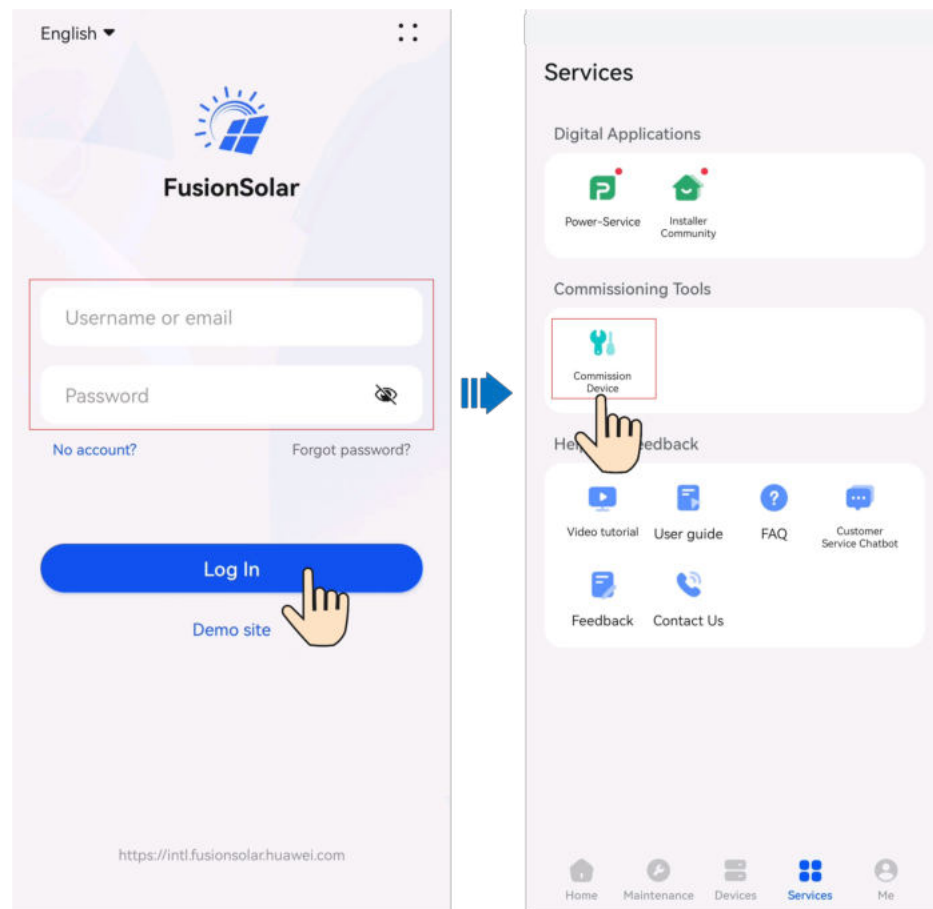 English
FusionSolar
Username or email
Password
No account?
Forgot password?
Log In
Demo site
https://intl.fusionsolar.huawei.com
Services
Digital Applications
Power-Service
Installer
Community
Commissioning Tools
Commission
Device
edback
Video tutorial
User guide
FAQ
Customer
Service Chatbot
Feedback
Contact Us
Home
Maintenance
Devices
Services
Me